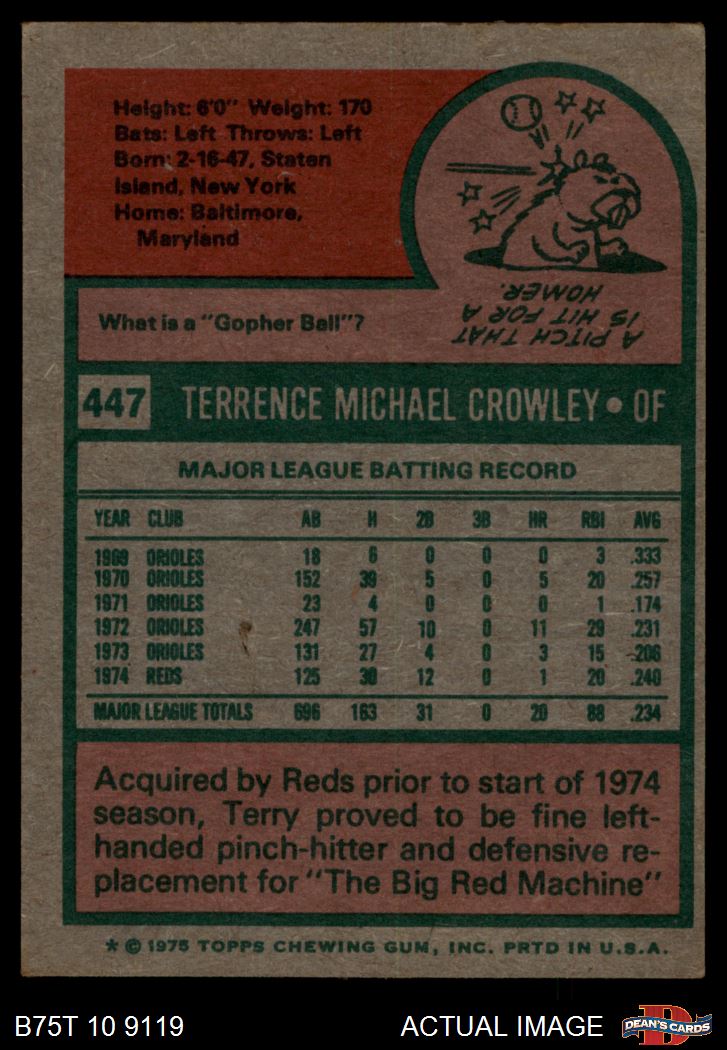 Height: 6'0" Weight: 170
Bats: Left Throws: Left
Born: 2-16-47, Staten
Island, New York
Home: Baltimore,
Maryland
What is a "Gopher Ball"?
A PITCH THAT
IS HIT FOR A
HOMER.
447 TERRENCE MICHAEL CROWLEY • OF
MAJOR LEAGUE BATTING RECORD
YEAR CLUB AB H 2B 3B HR RBI AVG
1969 ORIOLES 18 6 0 0 0 3 .333
1970 ORIOLES 152 39 5 0 5 20 .257
1971 ORIOLES 23 4 0 0 0 1 .174
1972 ORIOLES 247 57 10 0 11 29 .231
1973 ORIOLES 131 27 4 0 3 15 .206
1974 REDS 125 30 12 0 1 20 .240
MAJOR LEAGUE TOTALS 696 163 31 0 20 88 .234
Acquired by Reds prior to start of 1974
season, Terry proved to be fine left-
handed pinch-hitter and defensive re-
placement for "The Big Red Machine"
* © 1975 TOPPS CHEWING GUM, INC. PRTD IN U.S.A.
B75T 10 9119 ACTUAL IMAGE D DEAN'S CARDS